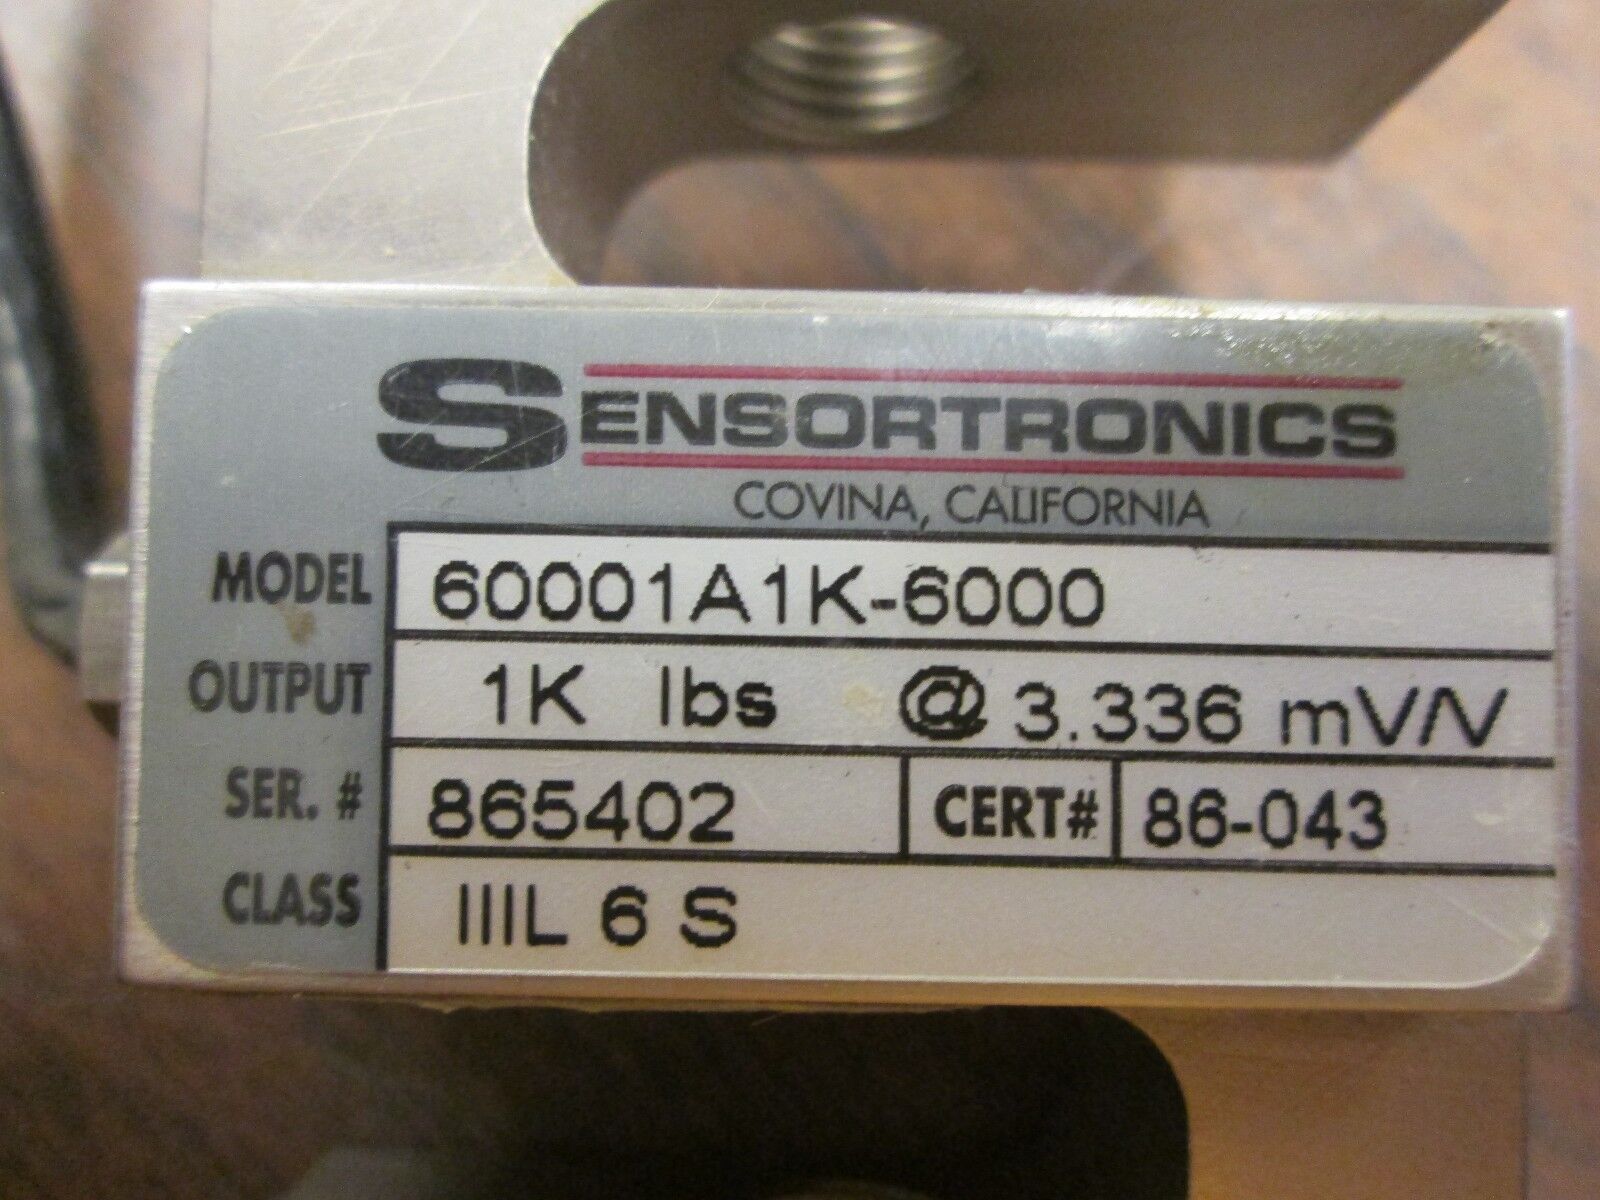 SENSORTRONICS
COVINA, CALIFORNIA
MODEL 60001A1K-6000
OUTPUT 1K lbs @ 3.336 mV/V
SER. # 865402 CERT# 86-043
CLASS IIIL 6 S